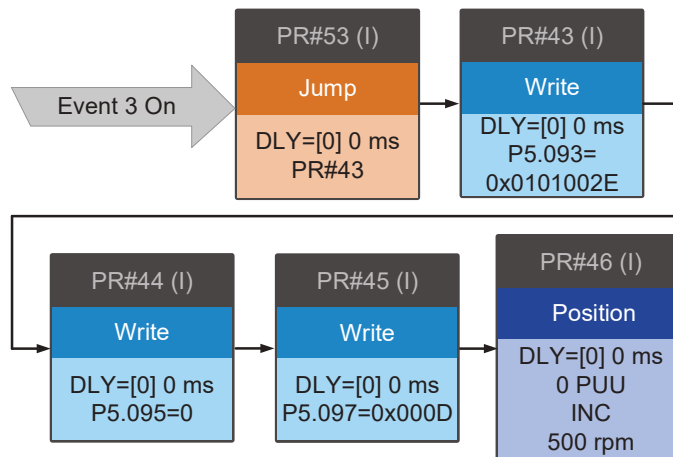 Event 3 On
PR#53 (I)
Jump
DLY=[0] 0 ms
PR#43
PR#43 (I)
Write
DLY=[0] 0 ms
P5.093=
0x0101002E
PR#44 (I)
Write
DLY=[0] 0 ms
P5.095=0
PR#45 (I)
Write
DLY=[0] 0 ms
P5.097=0x000D
PR#46 (I)
Position
DLY=[0] 0 ms
0 PUU
INC
500 rpm